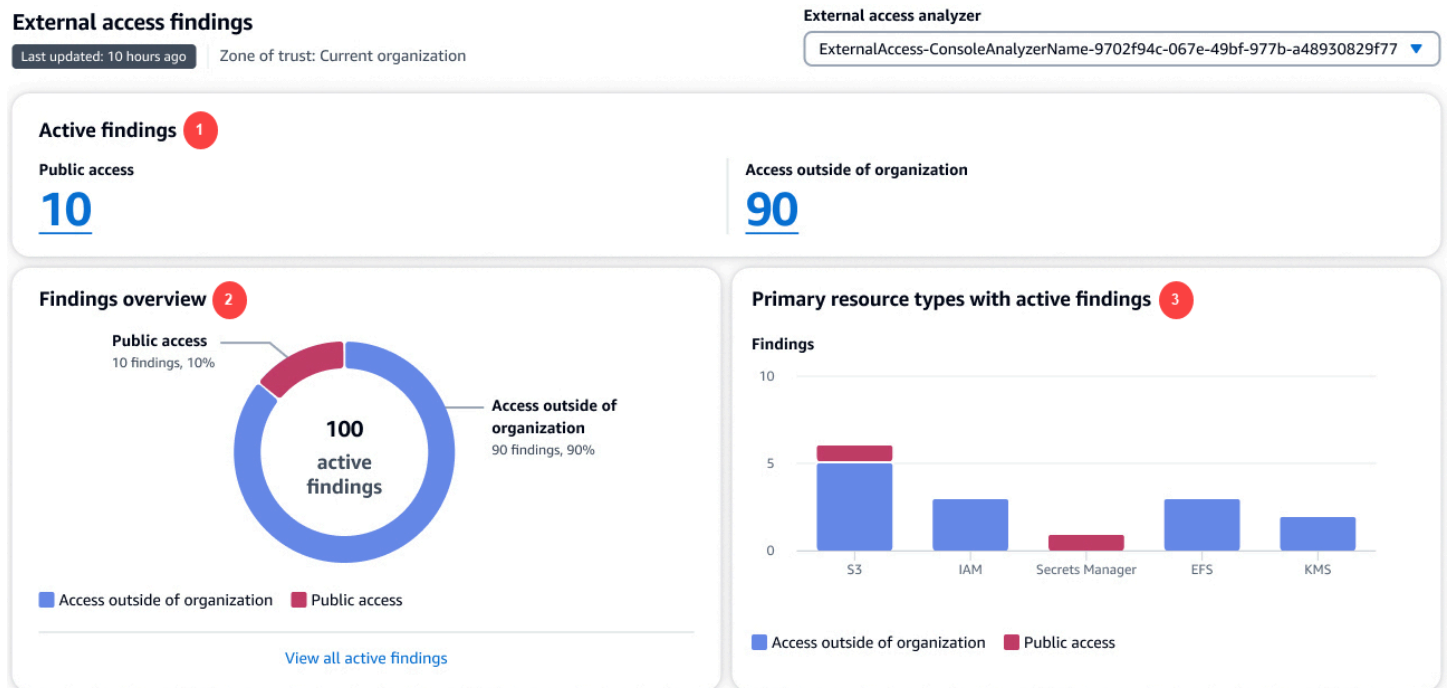 External access findings
Last updated: 10 hours ago
Zone of trust: Current organization
External access analyzer
ExternalAccess-ConsoleAnalyzerName-9702f94c-067e-49bf-977b-a48930829f77
Active findings 1
Public access
10
Access outside of organization
90
Findings overview 2
Public access
10 findings, 10%
Access outside of
organization
90 findings, 90%
100
active
findings
Access outside of organization
Public access
View all active findings
Primary resource types with active findings 3
Findings
10
5
0
S3
IAM
Secrets Manager
EFS
KMS
Access outside of organization
Public access